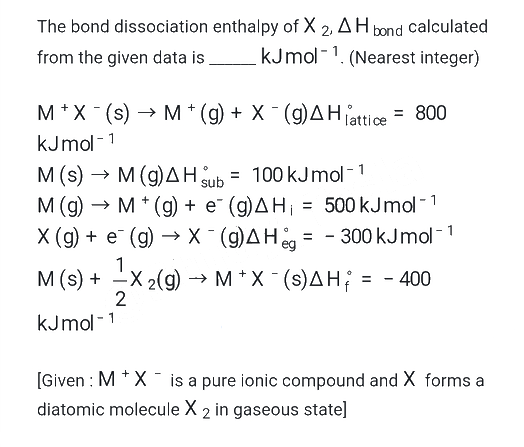 The bond dissociation enthalpy of X ₂, ΔH bond calculated
from the given data is _____ kJmol⁻¹. (Nearest integer)
M⁺X⁻(s) → M⁺(g) + X⁻(g)ΔH°lattice = 800
kJmol⁻¹
M(s) → M(g)ΔH°sub = 100 kJmol⁻¹
M(g) → M⁺(g) + e⁻(g)ΔHi = 500 kJmol⁻¹
X(g) + e⁻(g) → X⁻(g)ΔH°eg = − 300 kJmol⁻¹
M(s) + 1/2 X₂(g) → M⁺X⁻(s)ΔH°f = − 400
kJmol⁻¹
[Given : M⁺X⁻ is a pure ionic compound and X forms a
diatomic molecule X ₂ in gaseous state]